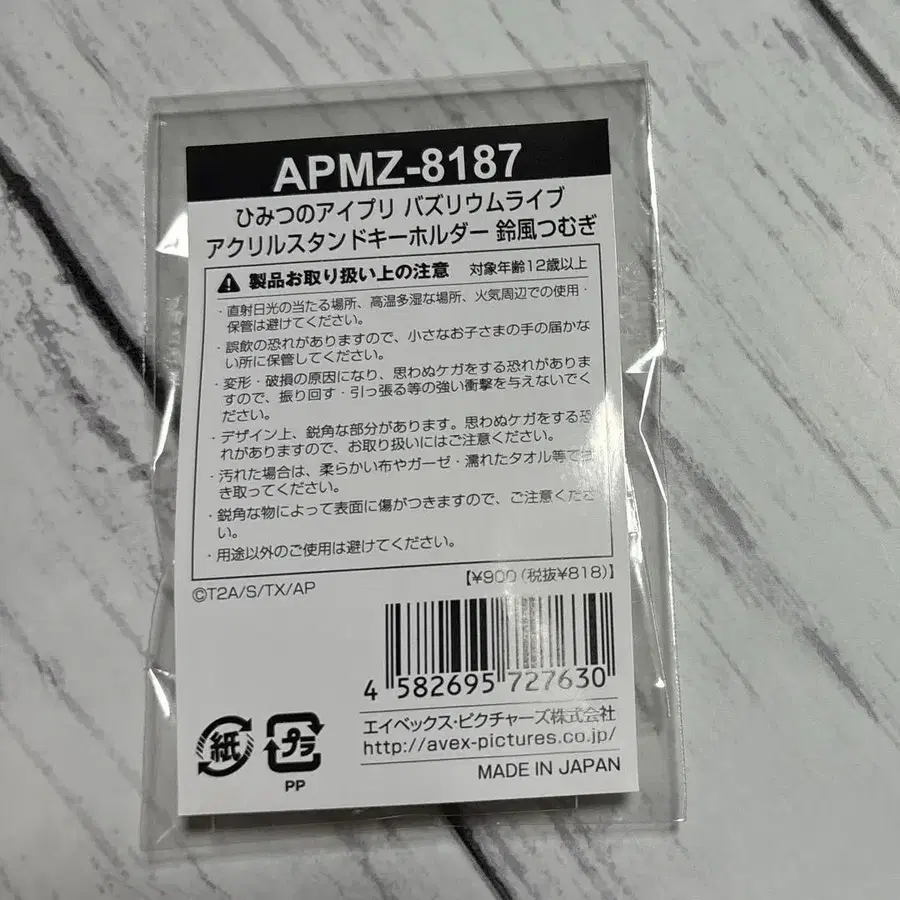 APMZ-8187
ひみつのアイプリ バズリウムライブ
アクリルスタンドキーホルダー 鈴風つむぎ
製品お取り扱い上の注意 対象年齢12歳以上
・直射日光の当たる場所、高温多湿な場所、火気周辺での使用・
保管は避けてください。
・誤飲の恐れがありますので、小さなお子さまの手の届かな
い所に保管してください。
・変形・破損の原因になり、思わぬケガをする恐れがありま
すので、振り回す・引っ張る等の強い衝撃を与えないでく
ださい。
・デザイン上、鋭角な部分があります。思わぬケガをする恐
れがありますので、お取り扱いにはご注意ください。
・汚れた場合は、柔らかい布やガーゼ・濡れたタオル等で拭
き取ってください。
・鋭角な物によって表面に傷がつきますので、ご注意くださ
い。
・用途以外のご使用は避けてください。
©T2A/S/TX/AP
【¥900(税抜¥818)】
4 582695 727630
エイベックス・ピクチャーズ株式会社
http://avex-pictures.co.jp/
MADE IN JAPAN
紙
プラ
PP